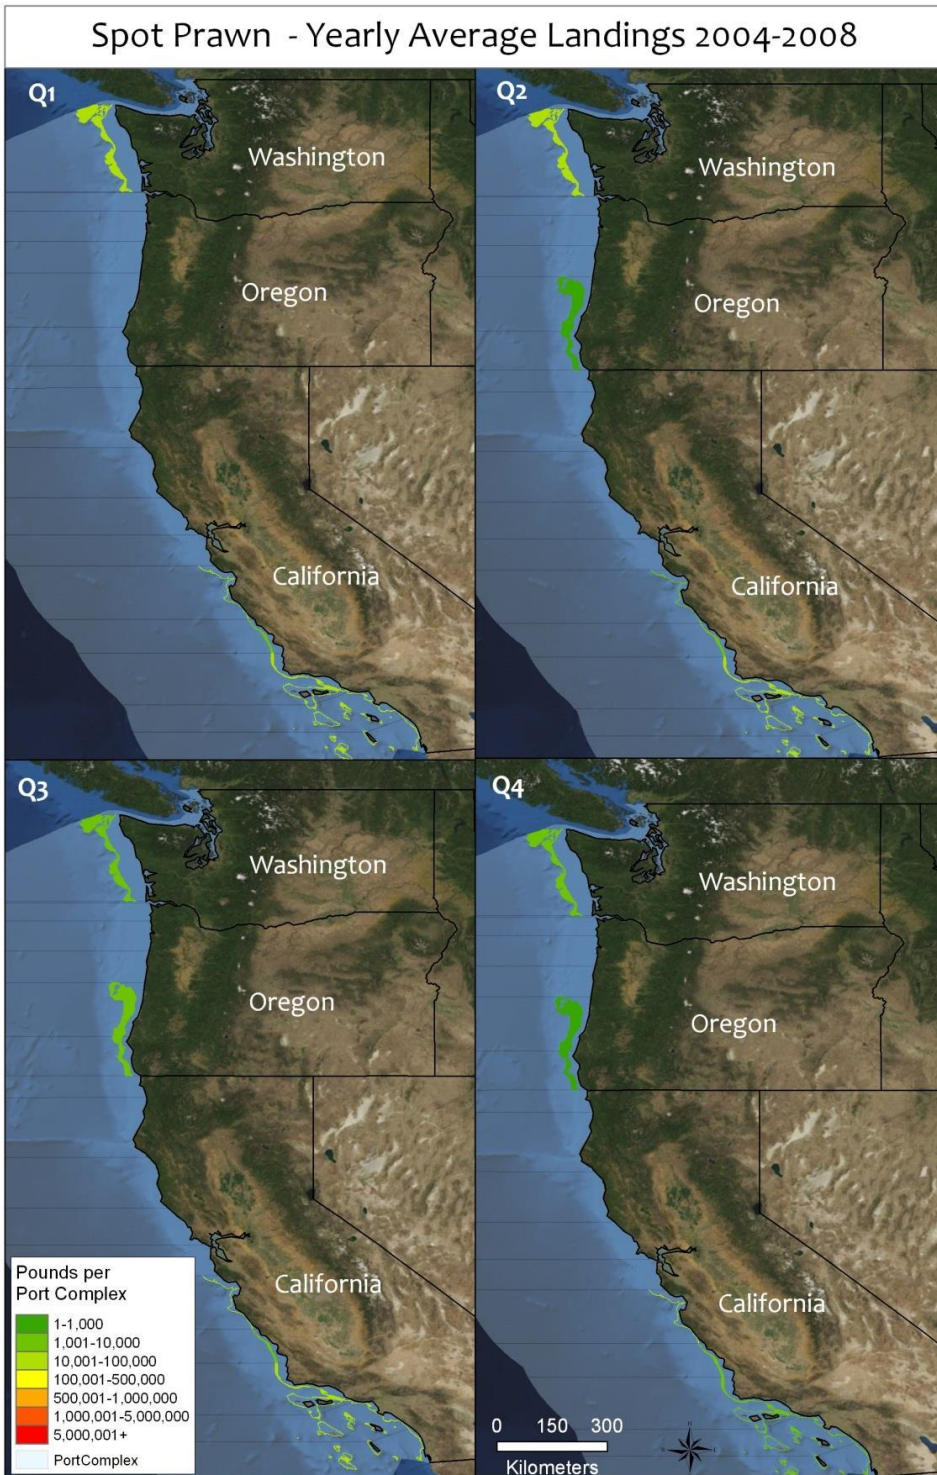 Spot Prawn - Yearly Average Landings 2004-2008
Q1
Washington
Oregon
California
Q2
Washington
Oregon
California
Q3
Washington
Oregon
California
Pounds per
Port Complex
1-1,000
1,001-10,000
10,001-100,000
100,001-500,000
500,001-1,000,000
1,000,001-5,000,000
5,000,001+
PortComplex
Q4
Washington
Oregon
California
0 150 300
Kilometers